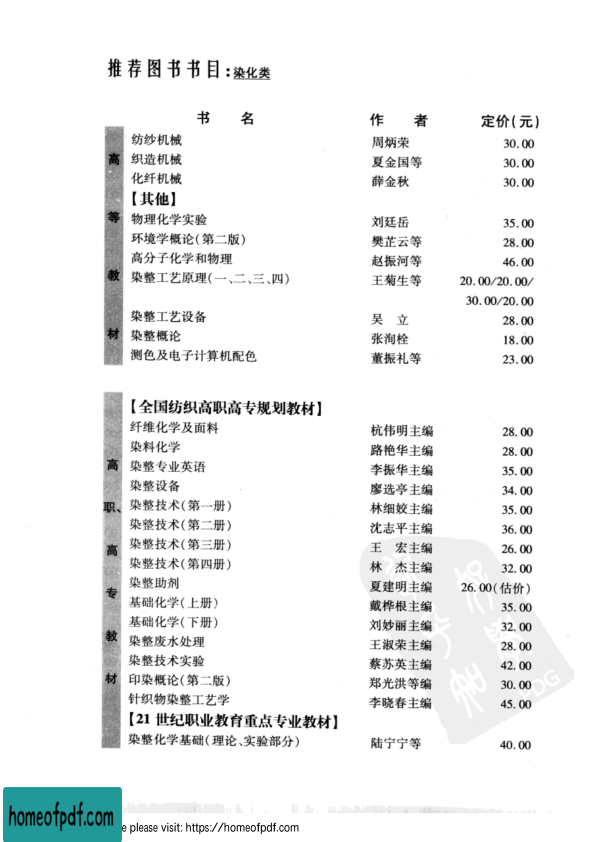 推荐图书书目:染化类
书 名 作 者 定价(元)
高等教材
纺纱机械 周炳荣 30.00
织造机械 夏金国等 30.00
化纤机械 薛金秋 30.00
【其他】
物理化学实验 刘廷岳 35.00
环境学概论(第二版) 樊芷云等 28.00
高分子化学和物理 赵振河等 46.00
染整工艺原理(一、二、三、四) 王菊生等 20.00/20.00/
30.00/20.00
染整工艺设备 吴 立 28.00
染整概论 张洵栓 18.00
测色及电子计算机配色 董振礼等 23.00
高职、高专教材
【全国纺织高职高专规划教材】
纤维化学及面料 杭伟明主编 28.00
染料化学 路艳华主编 28.00
染整专业英语 李振华主编 35.00
染整设备 廖选亭主编 34.00
染整技术(第一册) 林细姣主编 35.00
染整技术(第二册) 沈志平主编 36.00
染整技术(第三册) 王 宏主编 26.00
染整技术(第四册) 林 杰主编 32.00
染整助剂 夏建明主编 26.00(估价)
基础化学(上册) 戴桦根主编 35.00
基础化学(下册) 刘妙丽主编 32.00
染整废水处理 王淑荣主编 28.00
染整技术实验 蔡苏英主编 42.00
印染概论(第二版) 郑光洪等编 30.00
针织物染整工艺学 李晓春主编 45.00
【21 世纪职业教育重点专业教材】
染整化学基础(理论、实验部分) 陆宁宁等 40.00
PDG
homeofpdf.com
e please visit: https://homeofpdf.com